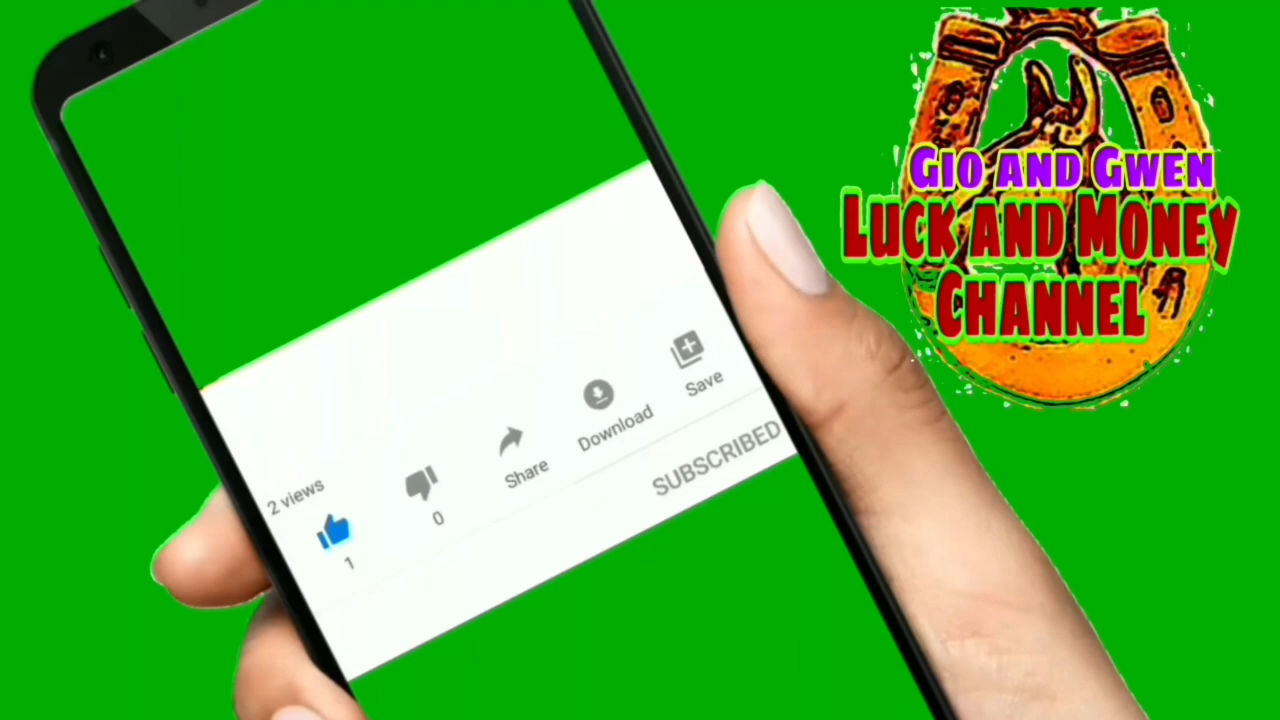 Gio and Gwen
Luck and Money
Channel
2 views
1
0
Share
Download
Save
SUBSCRIBED